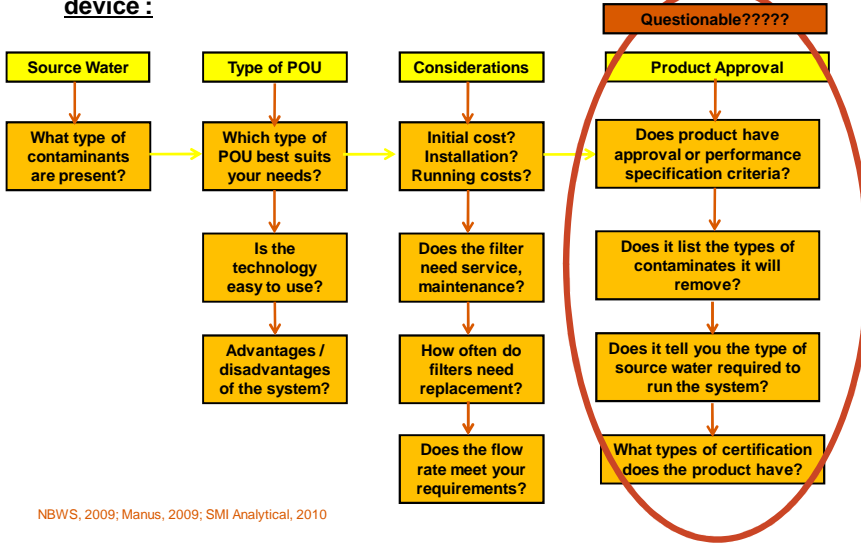 device :
Questionable?????
Source Water
Type of POU
Considerations
Product Approval
What type of
contaminants
are present?
Which type of
POU best suits
your needs?
Initial cost?
Installation?
Running costs?
Does product have
approval or performance
specification criteria?
Is the
technology
easy to use?
Does the filter
need service,
maintenance?
Does it list the types of
contaminates it will
remove?
Advantages /
disadvantages
of the system?
How often do
filters need
replacement?
Does it tell you the type of
source water required to
run the system?
Does the flow
rate meet your
requirements?
What types of certification
does the product have?
NBWS, 2009; Manus, 2009; SMI Analytical, 2010